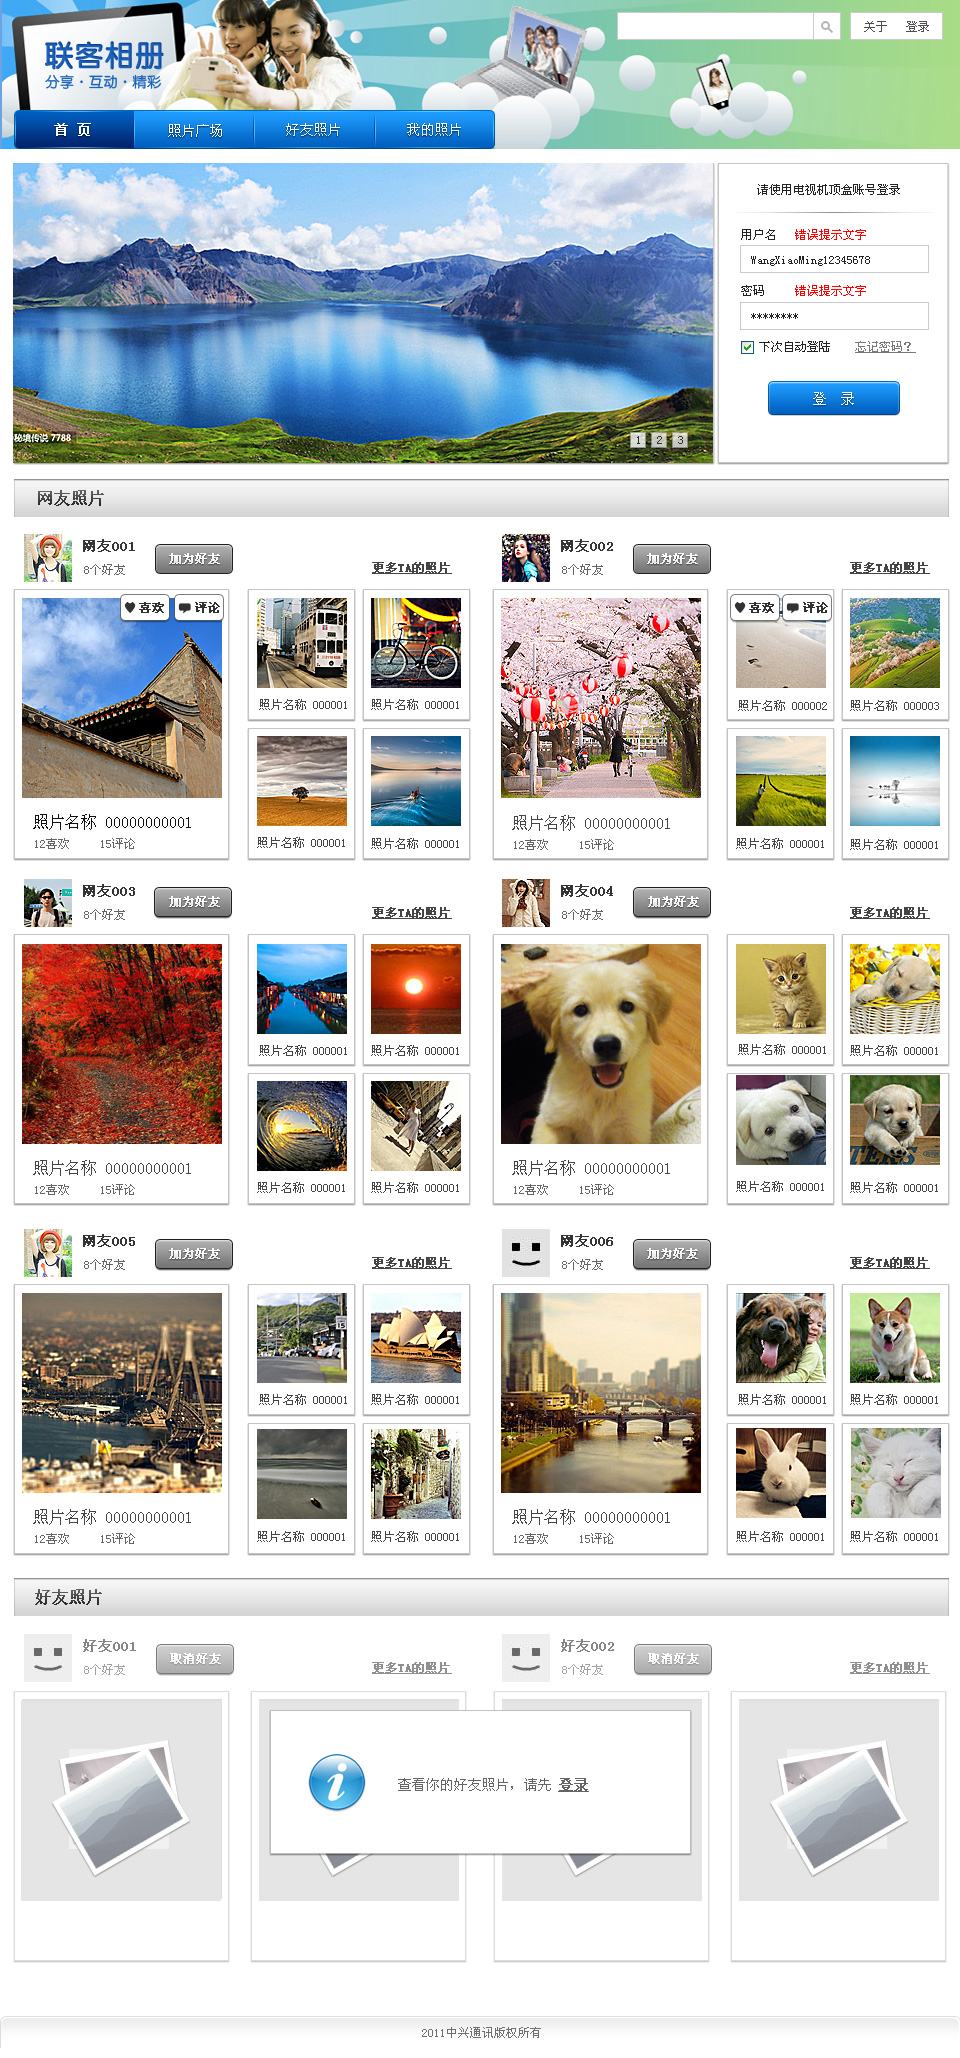 联客相册
分享·互动·精彩
关于 登录
首 页 照片广场 好友照片 我的照片
请使用电视机顶盒账号登录
用户名 错误提示文字
WangXiaoMing12345678
密码 错误提示文字
********
下次自动登陆 忘记密码?
登 录
秘境传说 7788
1 2 3
网友照片
网友001
8个好友
加为好友
更多TA的照片
喜欢 评论
照片名称 00000000001
12喜欢 15评论
照片名称 000001
照片名称 000001
照片名称 000001
照片名称 000001
网友002
8个好友
加为好友
更多TA的照片
照片名称 00000000001
12喜欢 15评论
喜欢 评论
照片名称 000002
照片名称 000003
照片名称 000001
照片名称 000001
网友003
8个好友
加为好友
更多TA的照片
照片名称 00000000001
12喜欢 15评论
照片名称 000001
照片名称 000001
照片名称 000001
照片名称 000001
网友004
8个好友
加为好友
更多TA的照片
照片名称 00000000001
12喜欢 15评论
照片名称 000001
照片名称 000001
照片名称 000001
照片名称 000001
网友005
8个好友
加为好友
更多TA的照片
照片名称 00000000001
12喜欢 15评论
照片名称 000001
照片名称 000001
照片名称 000001
照片名称 000001
网友006
8个好友
加为好友
更多TA的照片
照片名称 00000000001
12喜欢 15评论
照片名称 000001
照片名称 000001
照片名称 000001
照片名称 000001
好友照片
好友001
8个好友
取消好友
更多TA的照片
好友002
8个好友
取消好友
更多TA的照片
查看你的好友照片，请先 登录
2011中兴通讯版权所有